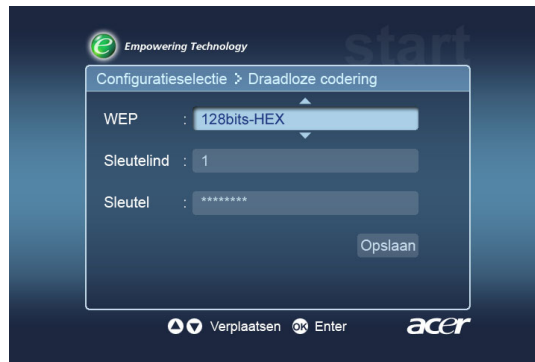 start
e Empowering Technology
Configuratieselectie > Draadloze codering
WEP : 128bits-HEX
Sleutelind : 1
Sleutel : ********
Opslaan
Verplaatsen OK Enter acer